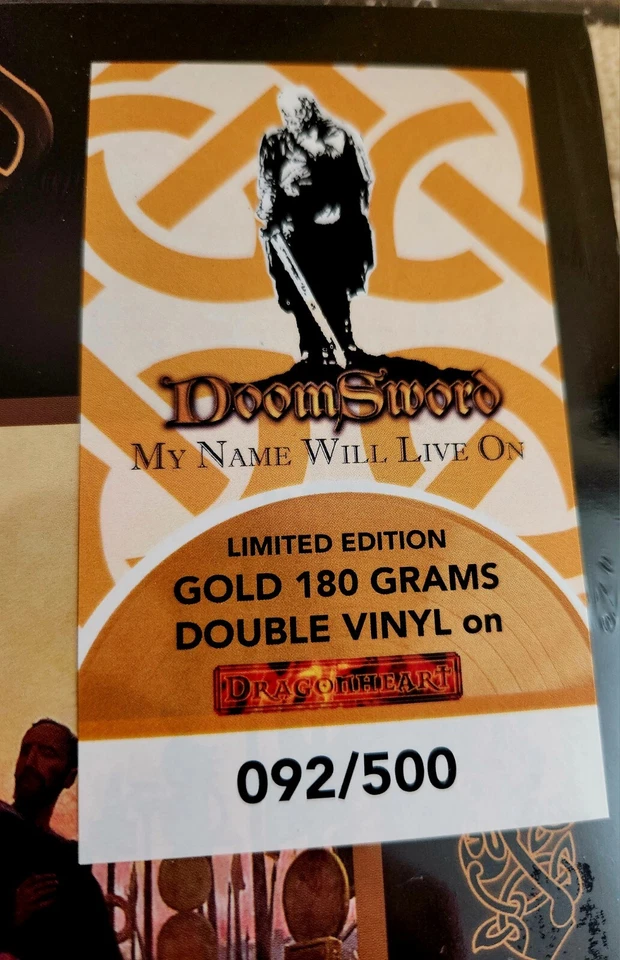 DoomSword
My Name Will Live On
LIMITED EDITION
GOLD 180 GRAMS
DOUBLE VINYL on
DRAGONHEART
092/500